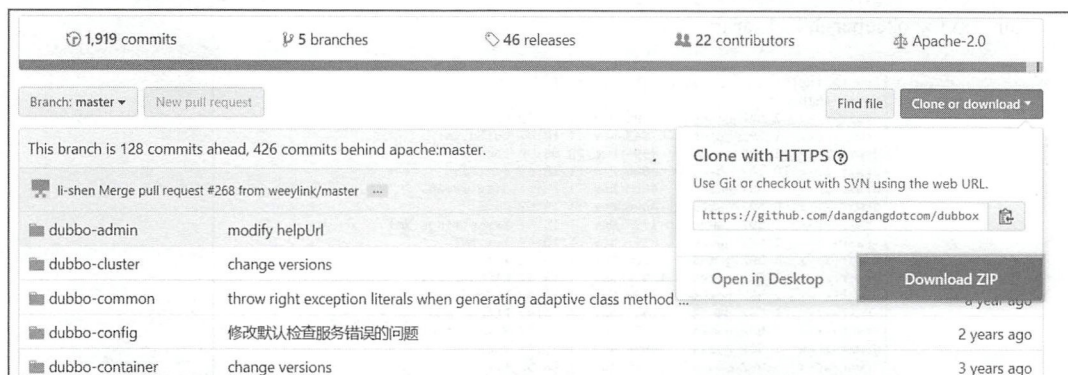 1,919 commits 5 branches 46 releases 22 contributors Apache-2.0
Branch: master New pull request Find file Clone or download
This branch is 128 commits ahead, 426 commits behind apache:master.
Clone with HTTPS
Use Git or checkout with SVN using the web URL.
https://github.com/dangdangdotcom/dubbox
Open in Desktop Download ZIP
li-shen Merge pull request #268 from weeylink/master ...
dubbo-admin modify helpUrl
dubbo-cluster change versions
dubbo-common throw right exception literals when generating adaptive class method ... a year ago
dubbo-config 修改默认检查服务错误的问题 2 years ago
dubbo-container change versions 3 years ago